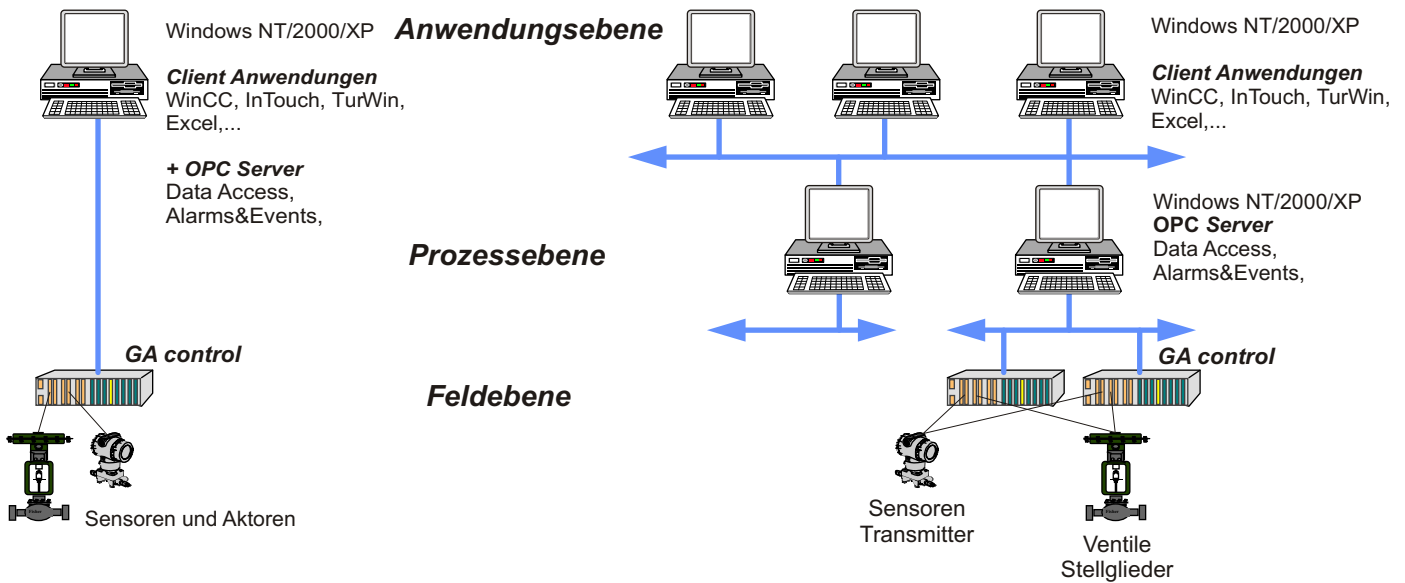 Windows NT/2000/XP
Client Anwendungen
WinCC, InTouch, TurWin,
Excel,...
+ OPC Server
Data Access,
Alarms&Events,
GA control
Sensoren und Aktoren
Anwendungsebene
Prozessebene
Feldebene
Windows NT/2000/XP
Client Anwendungen
WinCC, InTouch, TurWin,
Excel,...
Windows NT/2000/XP
OPC Server
Data Access,
Alarms&Events,
GA control
Sensoren
Transmitter
Ventile
Stellglieder